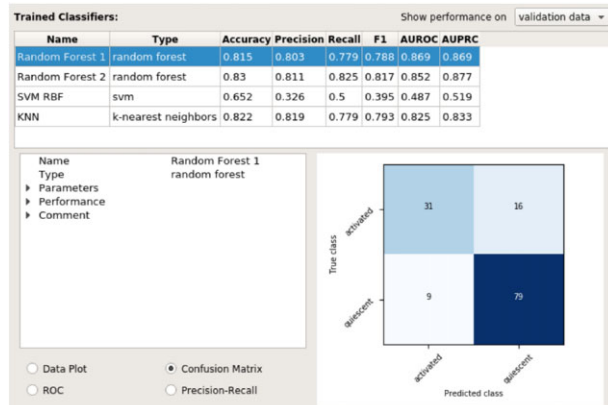 Trained Classifiers: Show performance on validation data
Name Type Accuracy Precision Recall F1 AUROC AUPRC
Random Forest 1 random forest 0.815 0.803 0.779 0.788 0.869 0.869
Random Forest 2 random forest 0.83 0.811 0.825 0.817 0.852 0.877
SVM RBF svm 0.652 0.326 0.5 0.395 0.487 0.519
KNN k-nearest neighbors 0.822 0.819 0.779 0.793 0.825 0.833
Name Random Forest 1
Type random forest
Parameters
Performance
Comment
Data Plot Confusion Matrix
ROC Precision-Recall
True class
activated 31 16
quiescent 9 79
activated quiescent
Predicted class